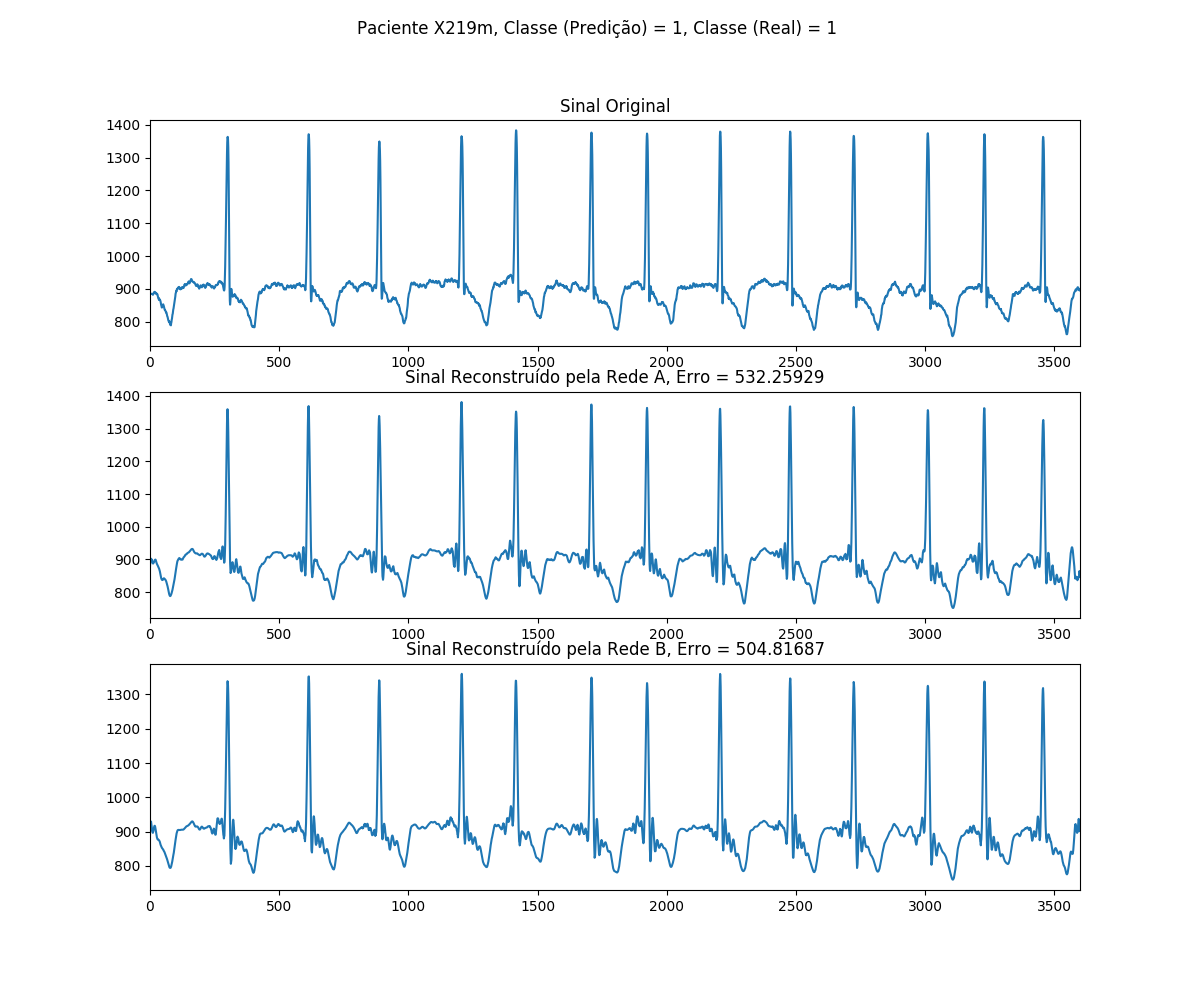 Paciente X219m, Classe (Predição) = 1, Classe (Real) = 1
Sinal Original
1400
1300
1200
1100
1000
900
800
0 500 1000 1500 2000 2500 3000 3500
Sinal Reconstruído pela Rede A, Erro = 532.25929
1400
1300
1200
1100
1000
900
800
0 500 1000 1500 2000 2500 3000 3500
Sinal Reconstruído pela Rede B, Erro = 504.81687
1300
1200
1100
1000
900
800
0 500 1000 1500 2000 2500 3000 3500